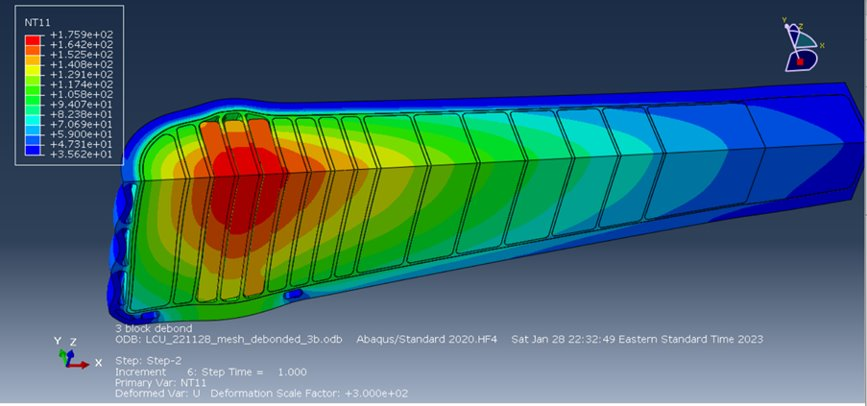 NT11
+1.759e+02
+1.642e+02
+1.525e+02
+1.408e+02
+1.291e+02
+1.174e+02
+1.058e+02
+9.407e+01
+8.238e+01
+7.069e+01
+5.900e+01
+4.731e+01
+3.562e+01
Y
Z
X
3 block debond
ODB: LCU_221128_mesh_debonded_3b.odb Abaqus/Standard 2020.HF4 Sat Jan 28 22:32:49 Eastern Standard Time 2023
Y Z
X
Step: Step-2
Increment 6: Step Time = 1.000
Primary Var: NT11
Deformed Var: U Deformation Scale Factor: +3.000e+02